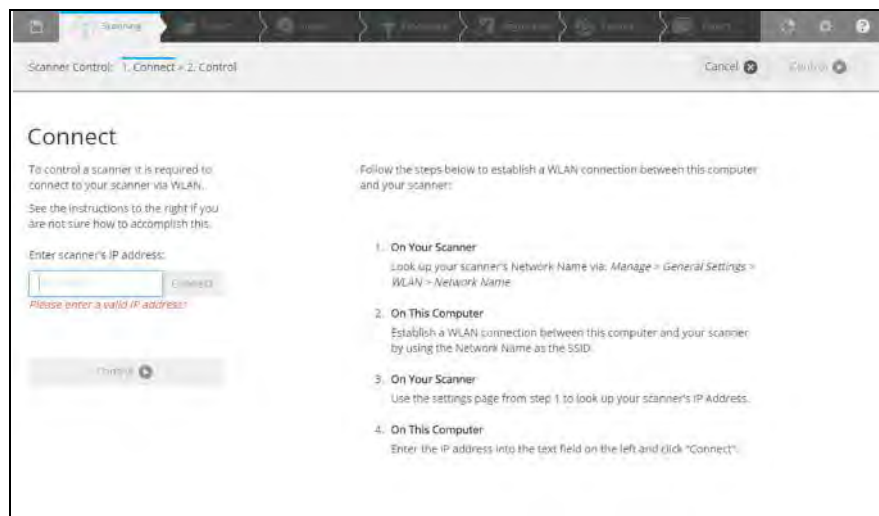 Scanning
Scanner Control: 1. Connect > 2. Control
Cancel
Control
Connect
To control a scanner it is required to
connect to your scanner via WLAN.
See the instructions to the right if you
are not sure how to accomplish this.
Enter scanner's IP address:
Connect
Please enter a valid IP address!
Control
Follow the steps below to establish a WLAN connection between this computer
and your scanner:
1. On Your Scanner
Look up your scanner's Network Name via: Manage > General Settings >
WLAN > Network Name
2. On This Computer
Establish a WLAN connection between this computer and your scanner
by using the Network Name as the SSID.
3. On Your Scanner
Use the settings page from step 1 to look up your scanner's IP Address.
4. On This Computer
Enter the IP address into the text field on the left and click "Connect".